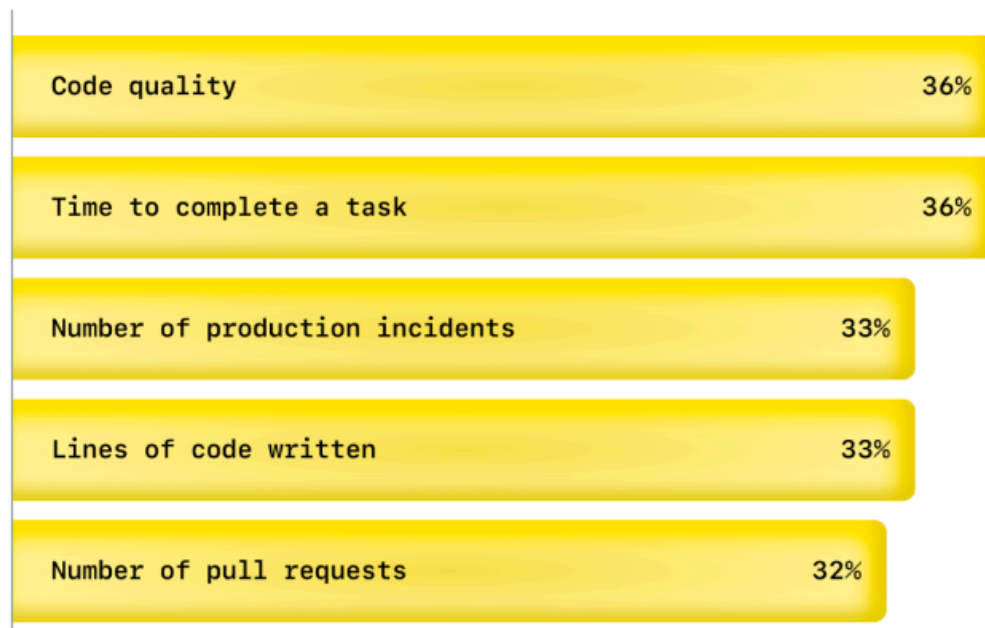 Code quality 36%
Time to complete a task 36%
Number of production incidents 33%
Lines of code written 33%
Number of pull requests 32%